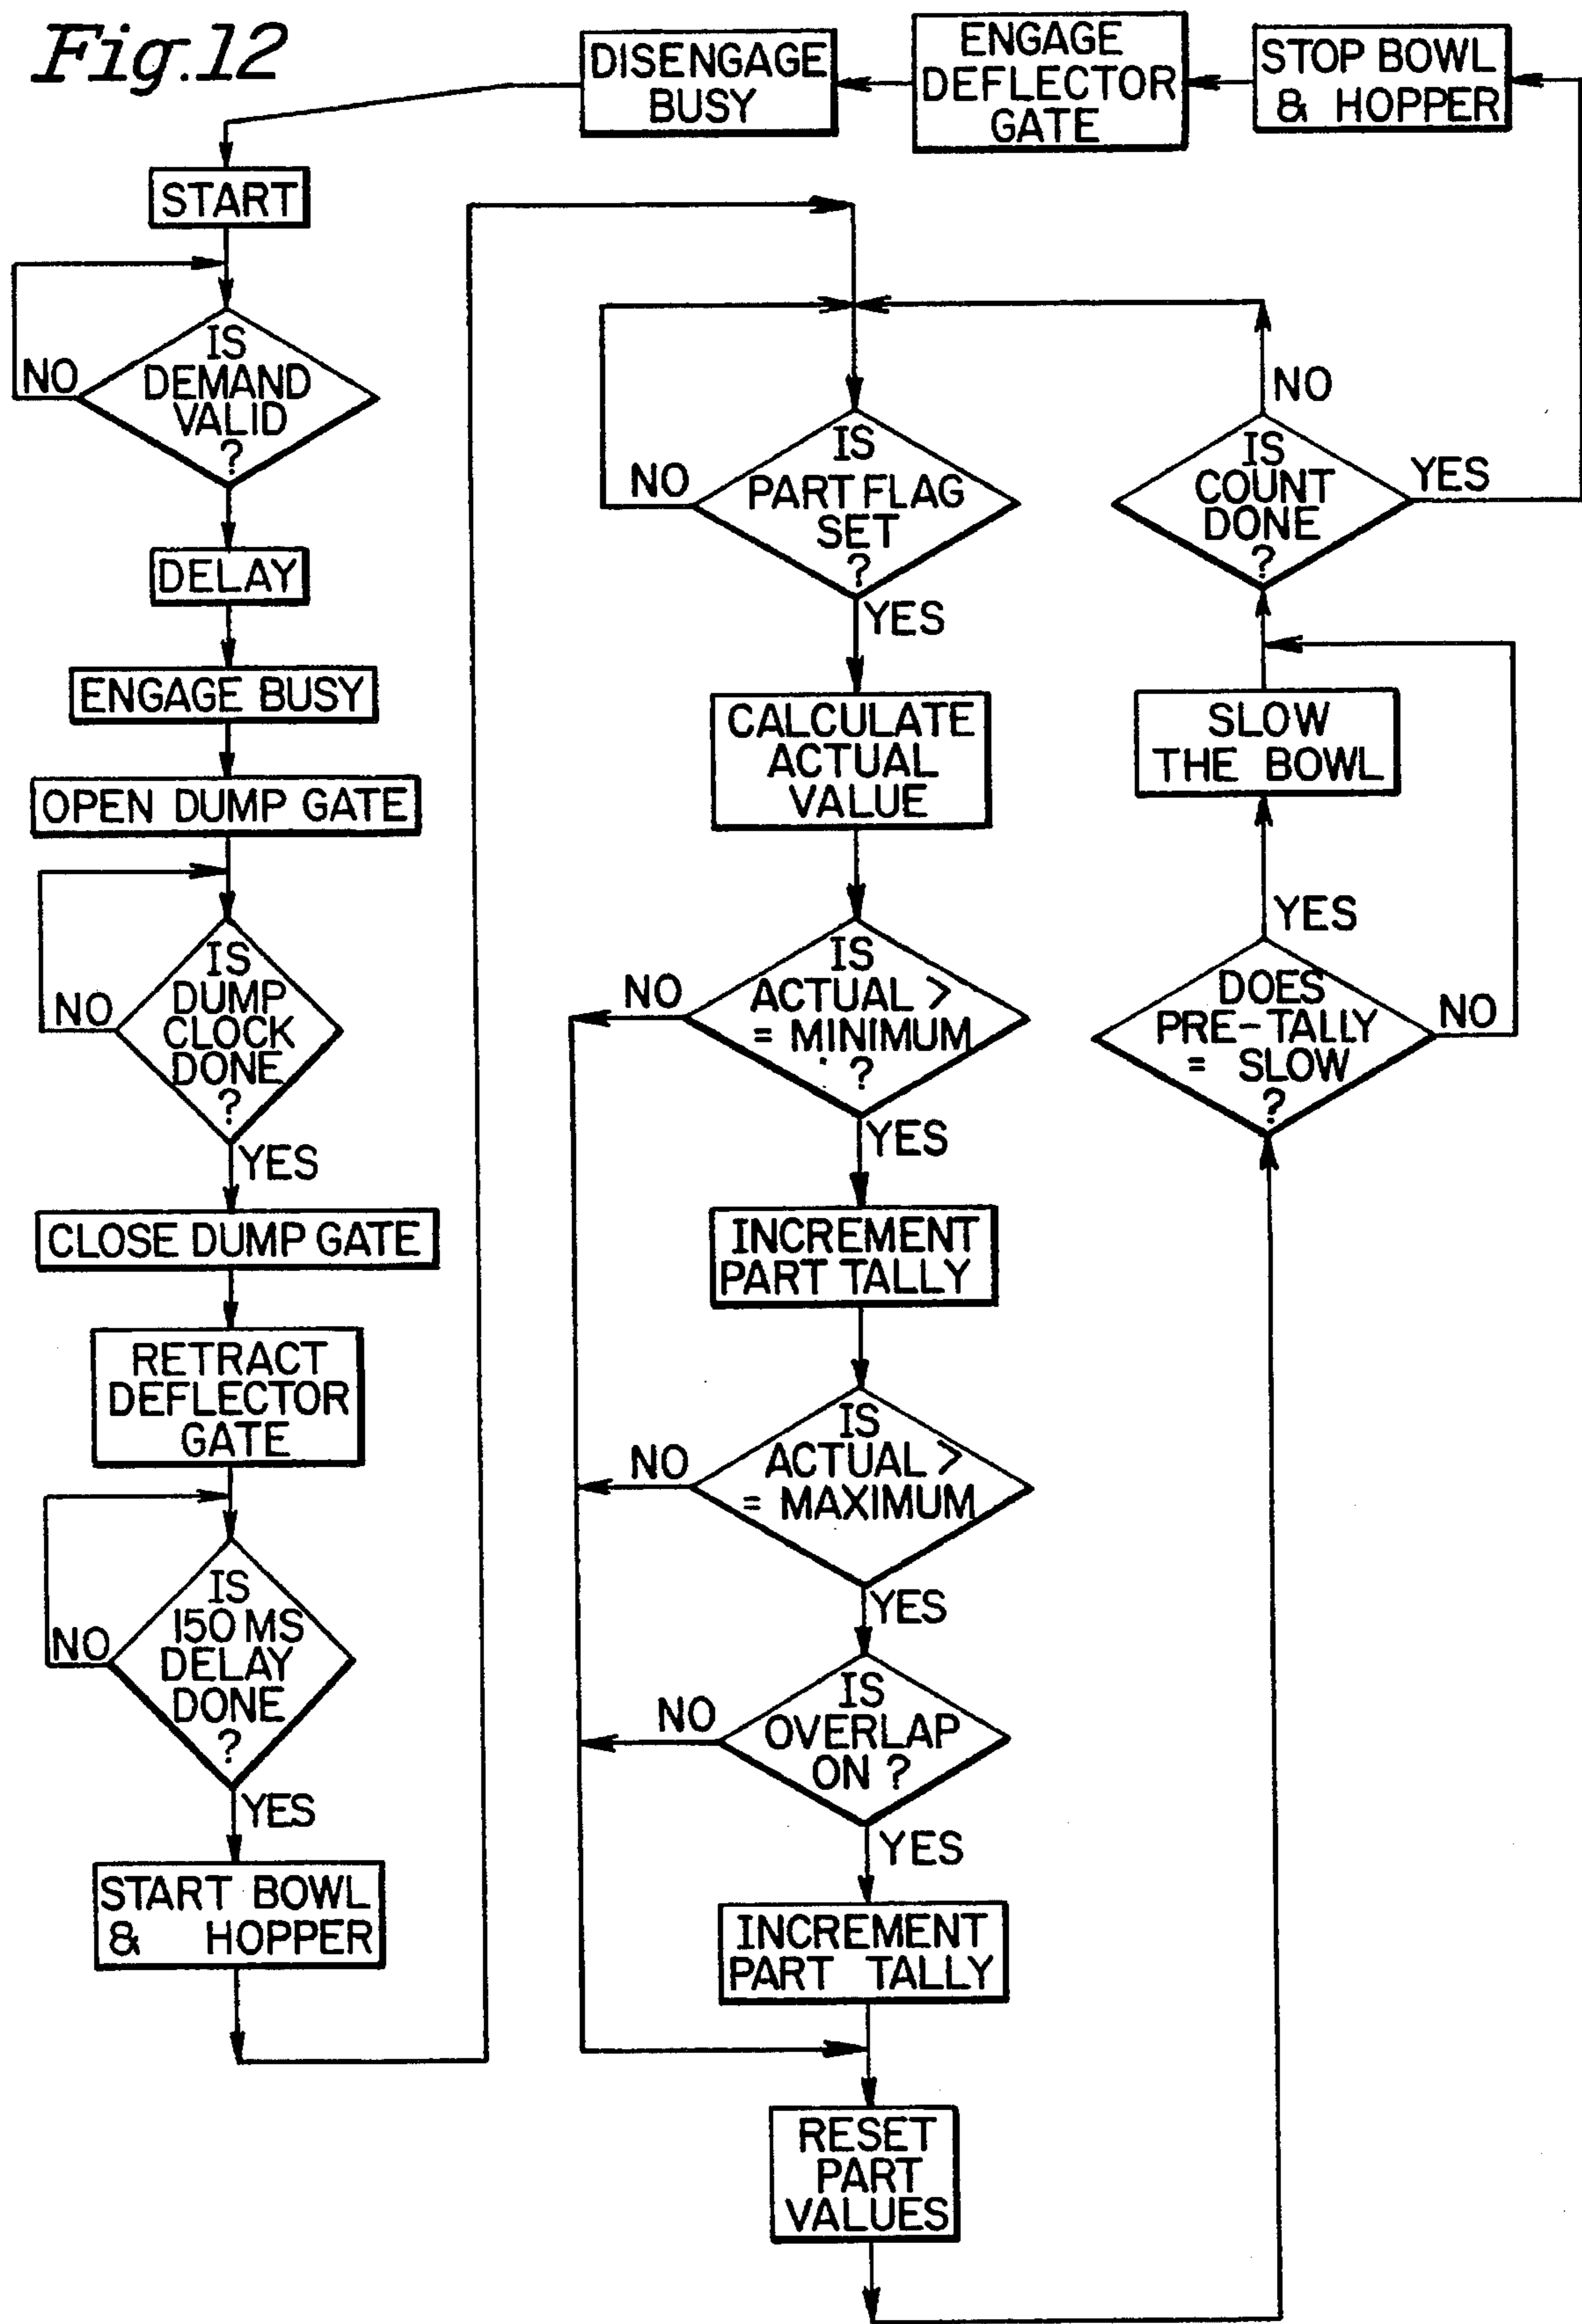 Fig.12
DISENGAGE
BUSY
ENGAGE
DEFLECTOR
GATE
STOP BOWL
& HOPPER
START
IS
DEMAND
VALID
?
NO
DELAY
ENGAGE BUSY
OPEN DUMP GATE
IS
DUMP
CLOCK
DONE
?
NO
YES
CLOSE DUMP GATE
RETRACT
DEFLECTOR
GATE
IS
150 MS
DELAY
DONE
?
NO
YES
START BOWL
& HOPPER
IS
PART FLAG
SET
?
NO
YES
CALCULATE
ACTUAL
VALUE
IS
ACTUAL >
= MINIMUM
?
NO
YES
INCREMENT
PART TALLY
IS
ACTUAL >
= MAXIMUM
NO
YES
IS
OVERLAP
ON ?
NO
YES
INCREMENT
PART TALLY
RESET
PART
VALUES
DOES
PRE-TALLY
= SLOW
?
NO
YES
SLOW
THE BOWL
IS
COUNT
DONE
?
NO
YES